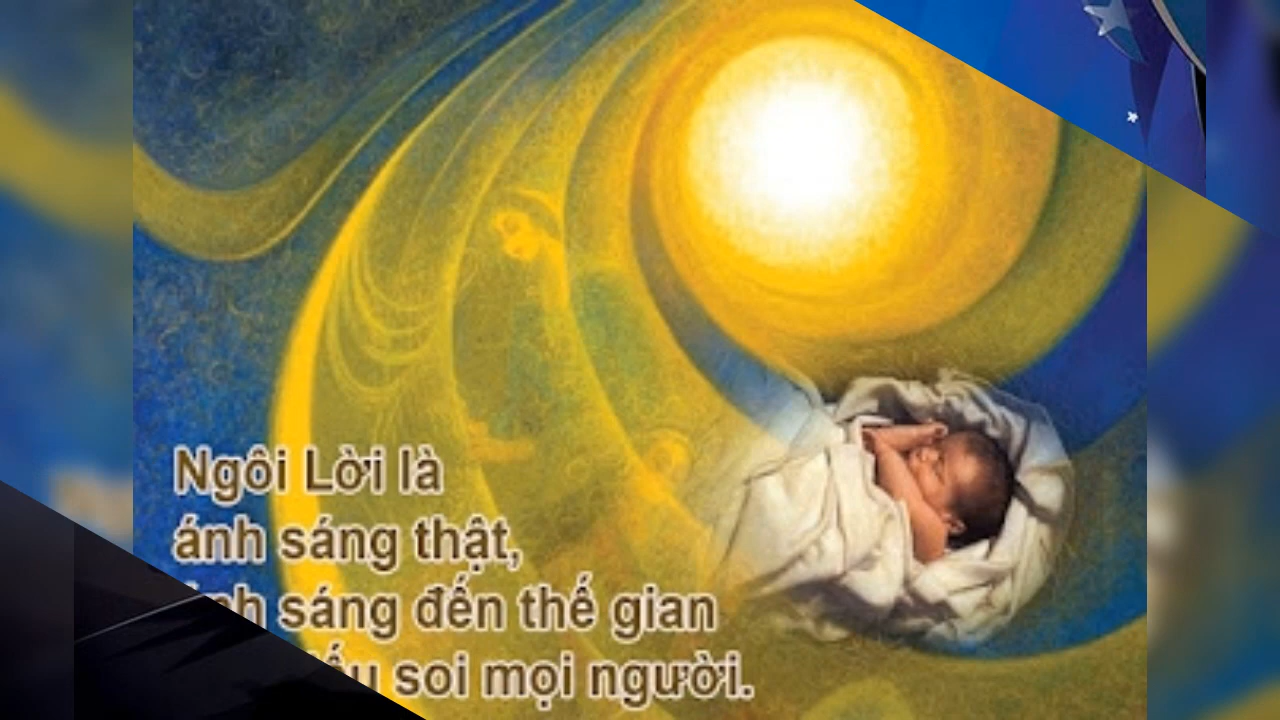 Ngôi Lời là
ánh sáng thật,
sáng đến thế gian
soi mọi người.